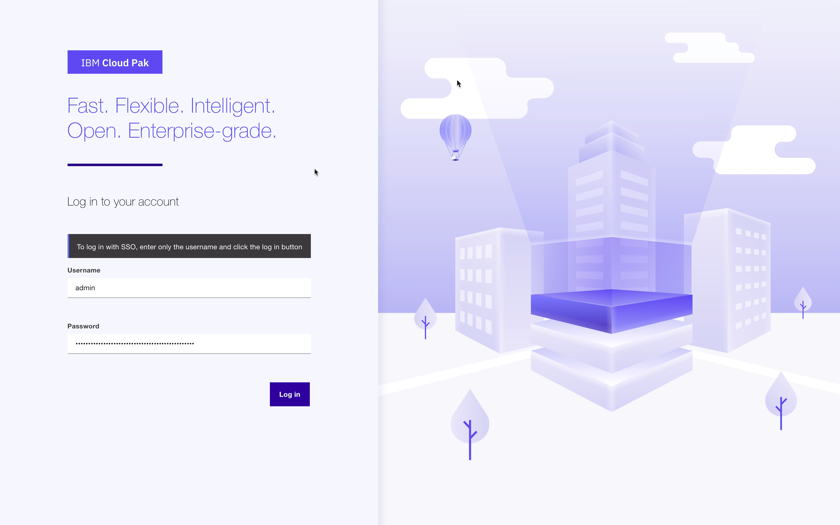 IBM Cloud Pak
Fast. Flexible. Intelligent.
Open. Enterprise-grade.
Log in to your account
To log in with SSO, enter only the username and click the log in button
Username
admin
Password
Log in